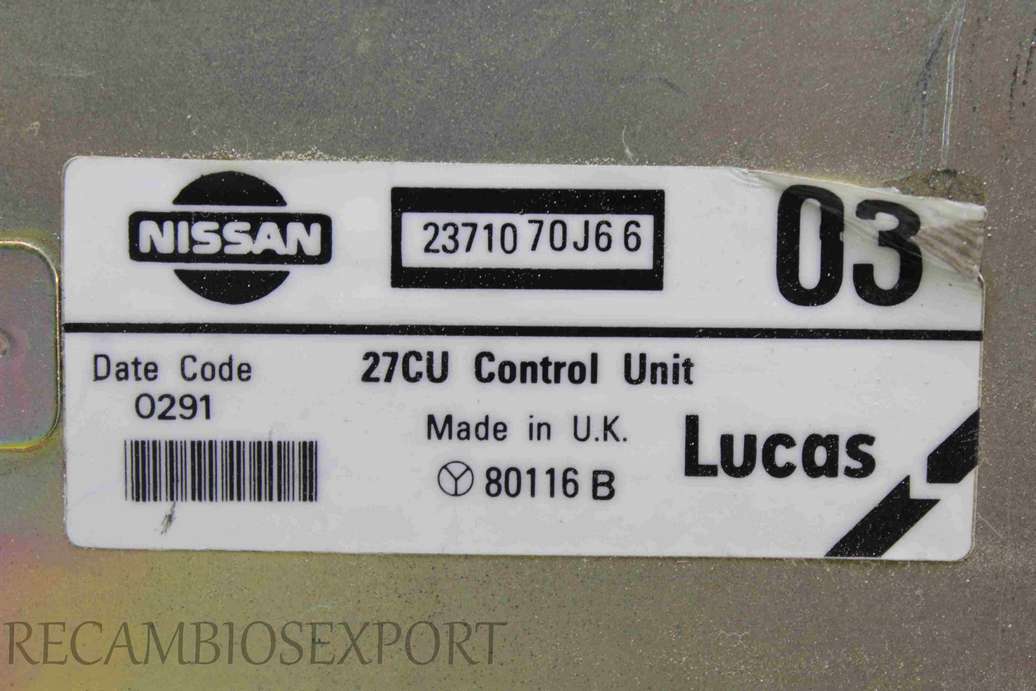 NISSAN
23710 70J66
03
Date Code
0291
27CU Control Unit
Made in U.K.
80116 B
Lucas
RECAMBIOSEXPORT